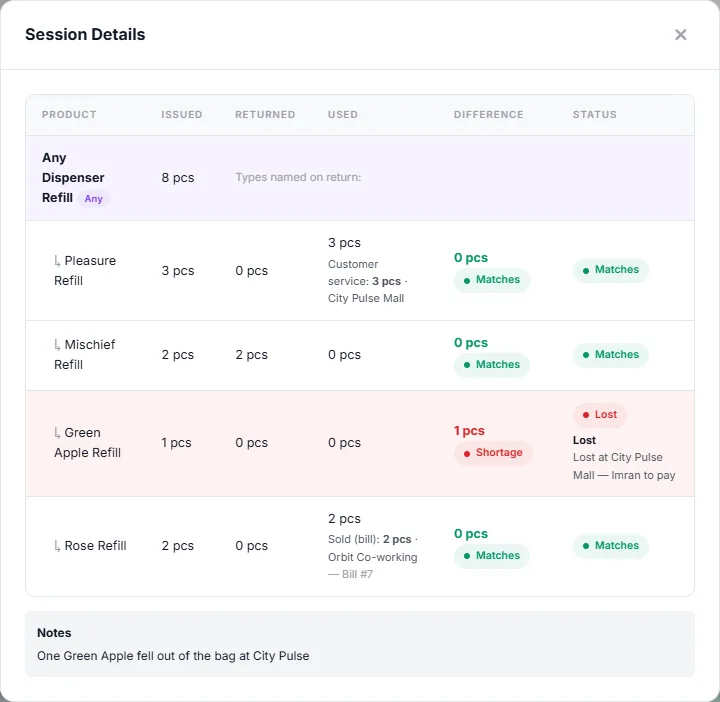 Session Details
PRODUCT ISSUED RETURNED USED DIFFERENCE STATUS
Any Dispenser Refill Any 8 pcs Types named on return:
↳ Pleasure Refill 3 pcs 0 pcs 3 pcs
Customer service: 3 pcs · City Pulse Mall
0 pcs
Matches
Matches
↳ Mischief Refill 2 pcs 2 pcs 0 pcs
0 pcs
Matches
Matches
↳ Green Apple Refill 1 pcs 0 pcs 0 pcs
1 pcs
Shortage
Lost
Lost
Lost at City Pulse Mall — Imran to pay
↳ Rose Refill 2 pcs 0 pcs 2 pcs
Sold (bill): 2 pcs · Orbit Co-working — Bill #7
0 pcs
Matches
Matches
Notes
One Green Apple fell out of the bag at City Pulse